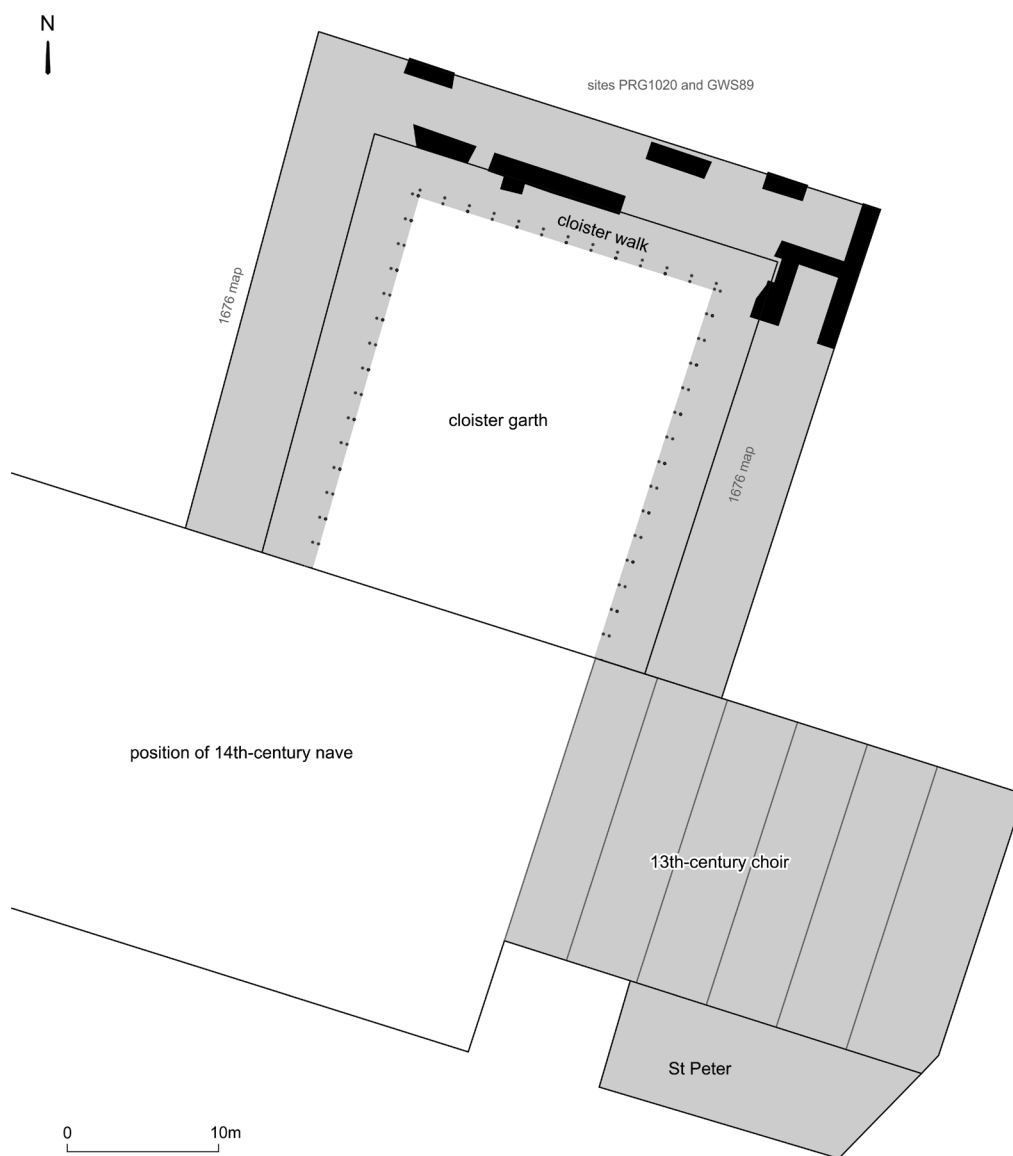 N
sites PRG1020 and GWS89
cloister walk
1676 map
cloister garth
1676 map
position of 14th-century nave
13th-century choir
St Peter
0 10m